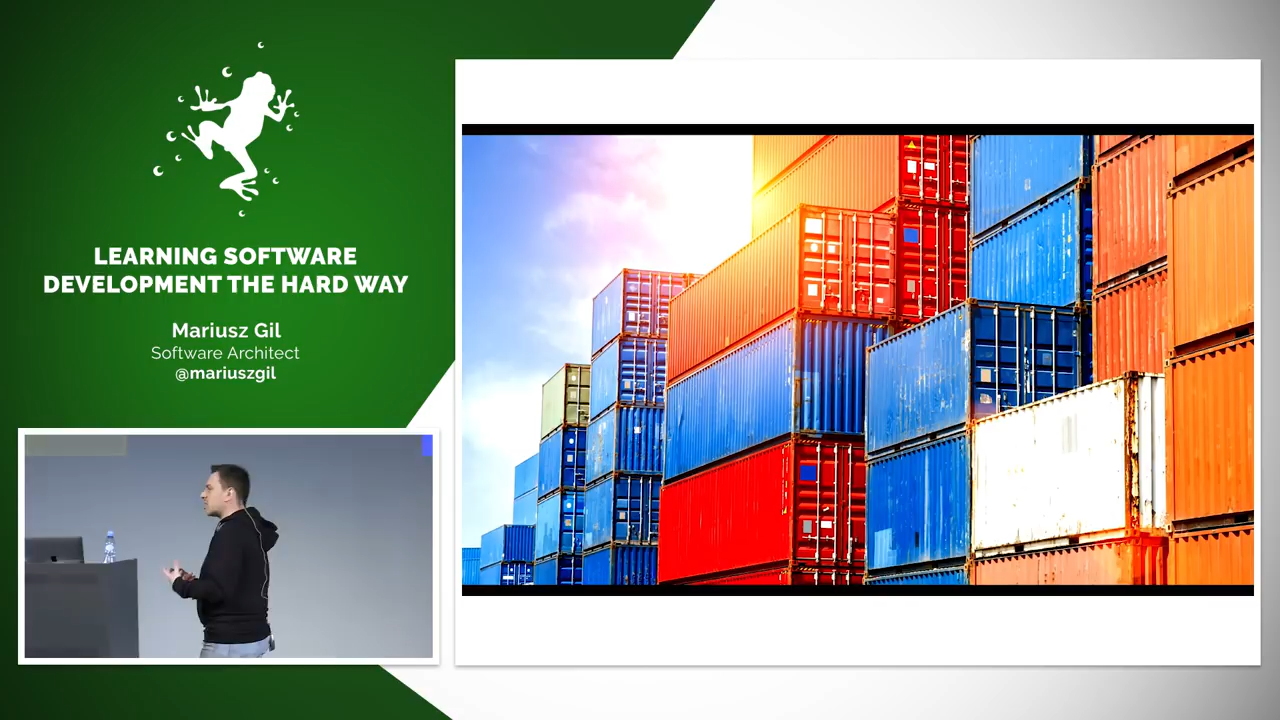 LEARNING SOFTWARE
DEVELOPMENT THE HARD WAY
Mariusz Gil
Software Architect
@mariuszgil